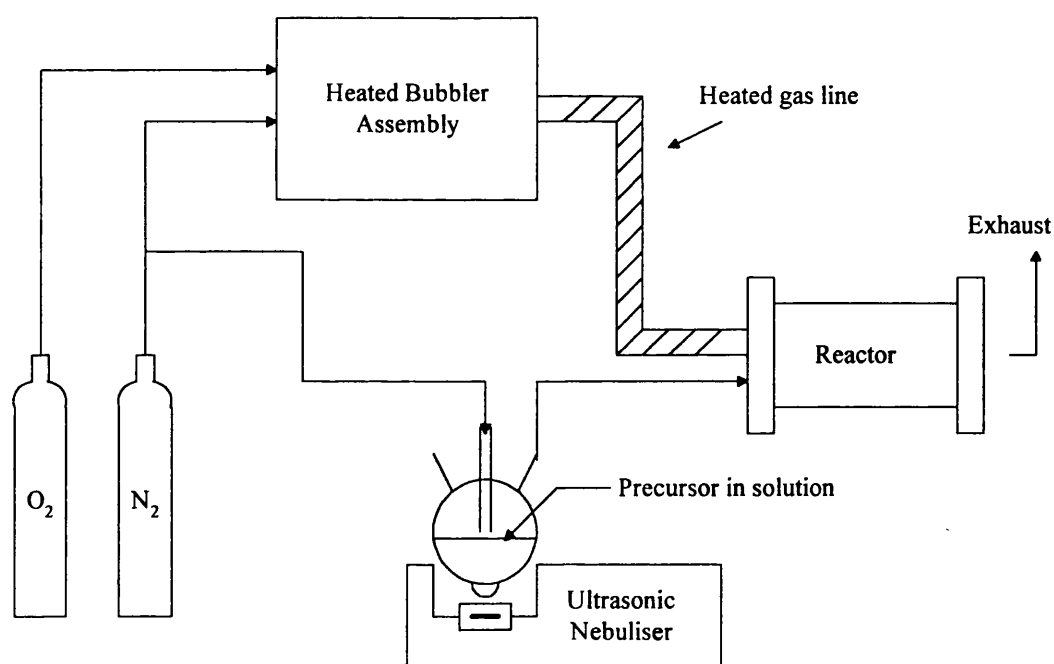 Heated Bubbler
Assembly
Heated gas line
Exhaust
Reactor
O₂
N₂
Precursor in solution
Ultrasonic
Nebuliser